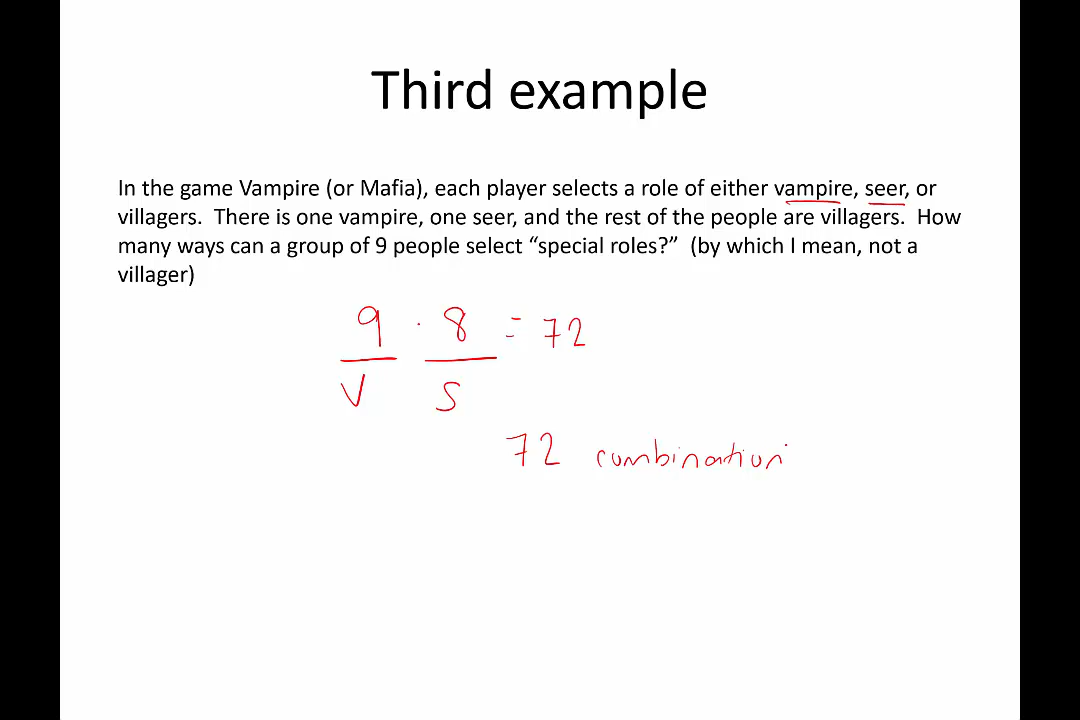 Third example
In the game Vampire (or Mafia), each player selects a role of either vampire, seer, or
villagers.  There is one vampire, one seer, and the rest of the people are villagers.  How
many ways can a group of 9 people select “special roles?”  (by which I mean, not a
villager)
9 · 8 = 72
V S
72 combination